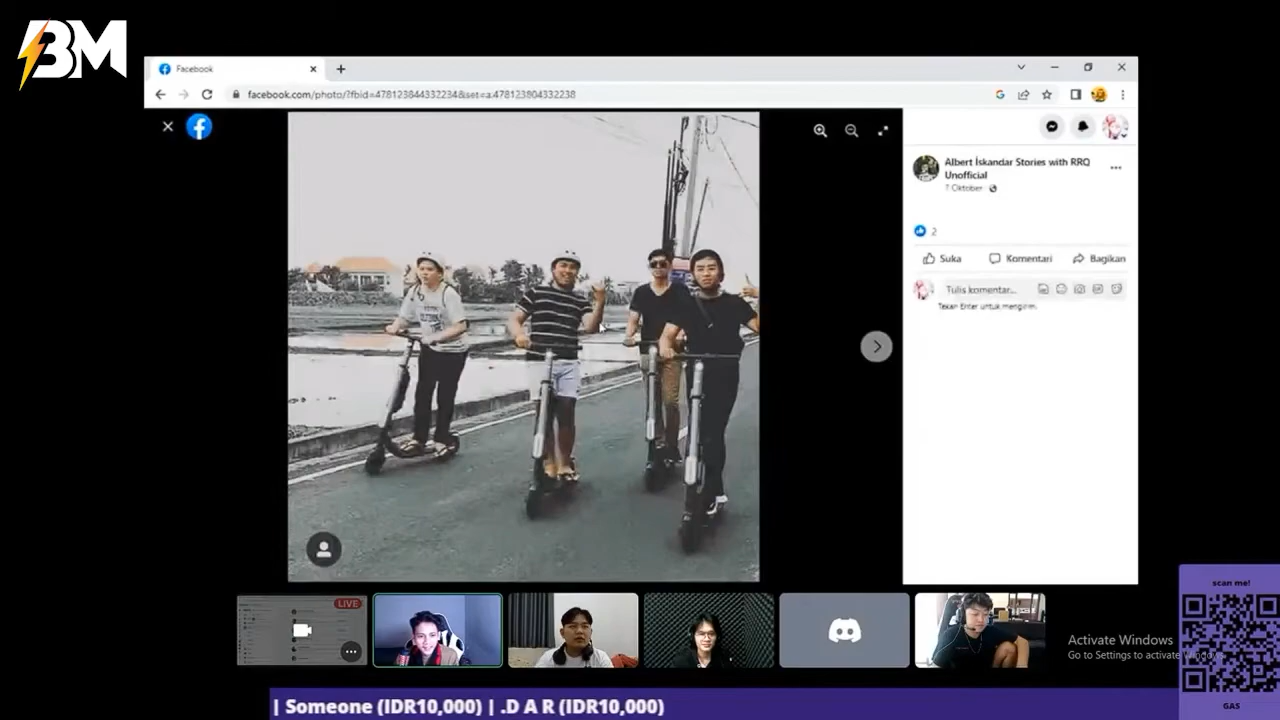 BM
Facebook
facebook.com/photo/?fbid=478123844332234&set=a.478123804332238
Albert İskandar Stories with RRQ
Unofficial
7 Oktober
2
Suka
Komentari
Bagikan
Tulis komentar...
Tekan Enter untuk mengirim.
LIVE
Activate Windows
Go to Settings to activate Windows.
scan me!
GAS
| Someone (IDR10,000) | .D A R (IDR10,000)